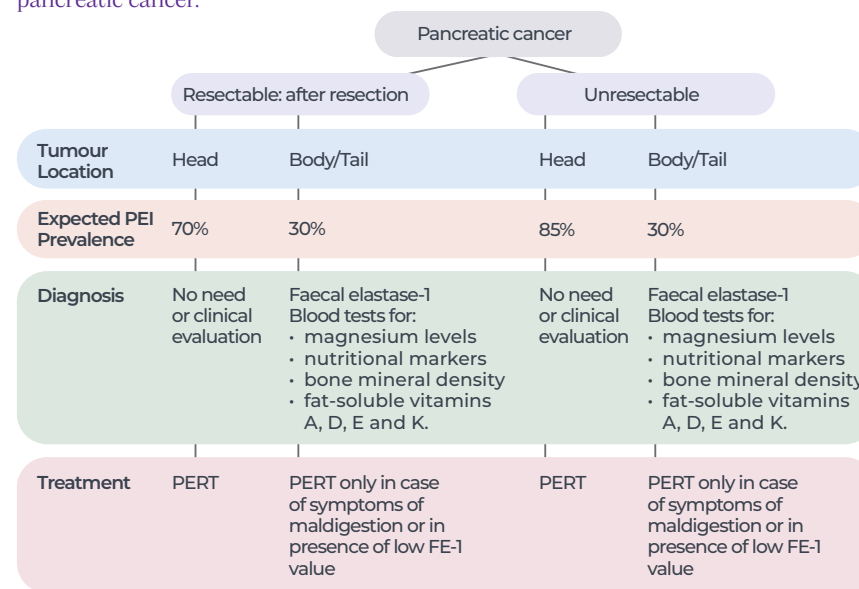 pancreatic cancer.
Pancreatic cancer
Resectable: after resection
Unresectable
Tumour
Location
Head
Body/Tail
Head
Body/Tail
Expected PEI
Prevalence
70%
30%
85%
30%
Diagnosis
No need
or clinical
evaluation
Faecal elastase-1
Blood tests for:
• magnesium levels
• nutritional markers
• bone mineral density
• fat-soluble vitamins
A, D, E and K.
No need
or clinical
evaluation
Faecal elastase-1
Blood tests for:
• magnesium levels
• nutritional markers
• bone mineral density
• fat-soluble vitamins
A, D, E and K.
Treatment
PERT
PERT only in case
of symptoms of
maldigestion or in
presence of low FE-1
value
PERT
PERT only in case
of symptoms of
maldigestion or in
presence of low FE-1
value